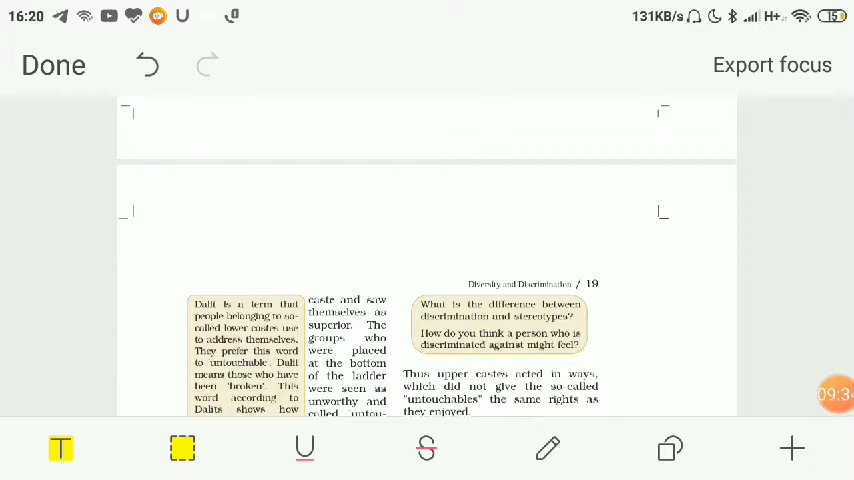 16:20
131KB/s
H+
15
Done
Export focus
Diversity and Discrimination / 19
Dalit is a term that
people belonging to so-
called lower castes use
to address themselves.
They prefer this word
to 'untouchable'. Dalit
means those who have
been 'broken'. This
word according to
Dalits shows how
caste and saw
themselves as
superior. The
groups who
were placed
at the bottom
of the ladder
were seen as
unworthy and
called "untou-
What is the difference between
discrimination and stereotypes?
How do you think a person who is
discriminated against might feel?
Thus upper castes acted in ways,
which did not give the so-called
"untouchables" the same rights as
they enjoyed.
09:34
T
U
S